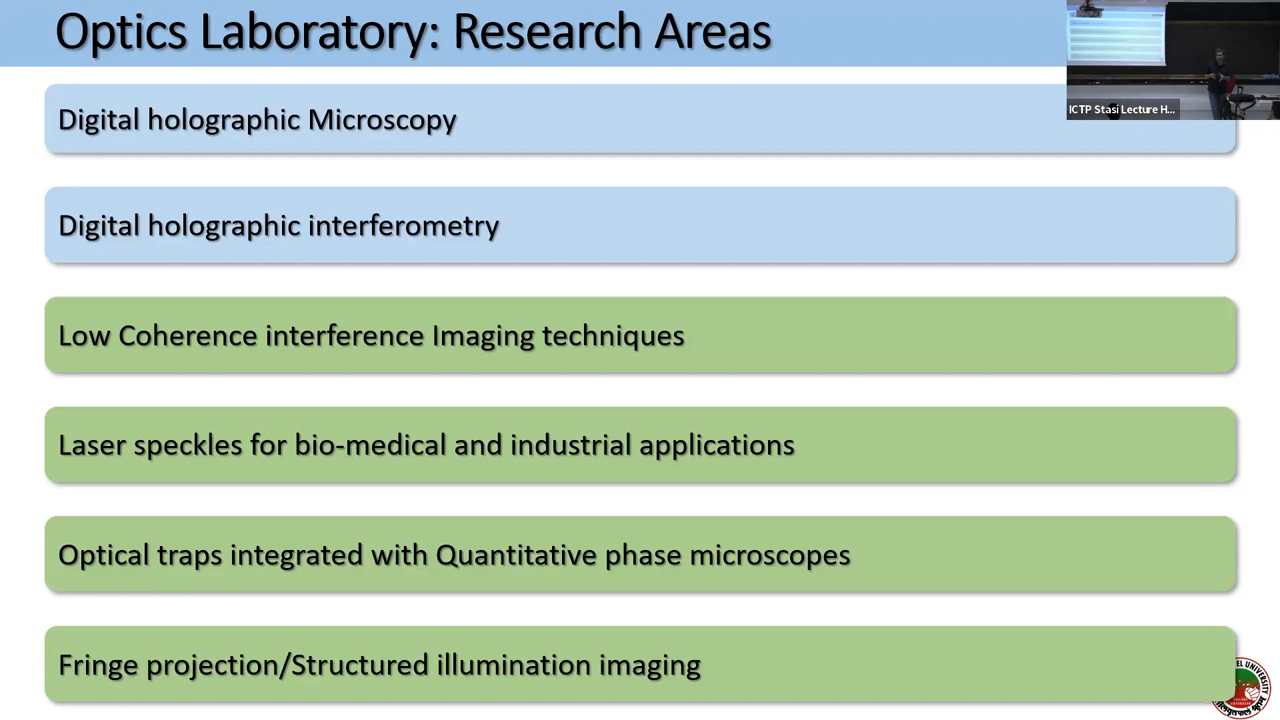 Optics Laboratory: Research Areas
ICTP Stasi Lecture H...
Digital holographic Microscopy
Digital holographic interferometry
Low Coherence interference Imaging techniques
Laser speckles for bio-medical and industrial applications
Optical traps integrated with Quantitative phase microscopes
Fringe projection/Structured illumination imaging
UNIVERSITY